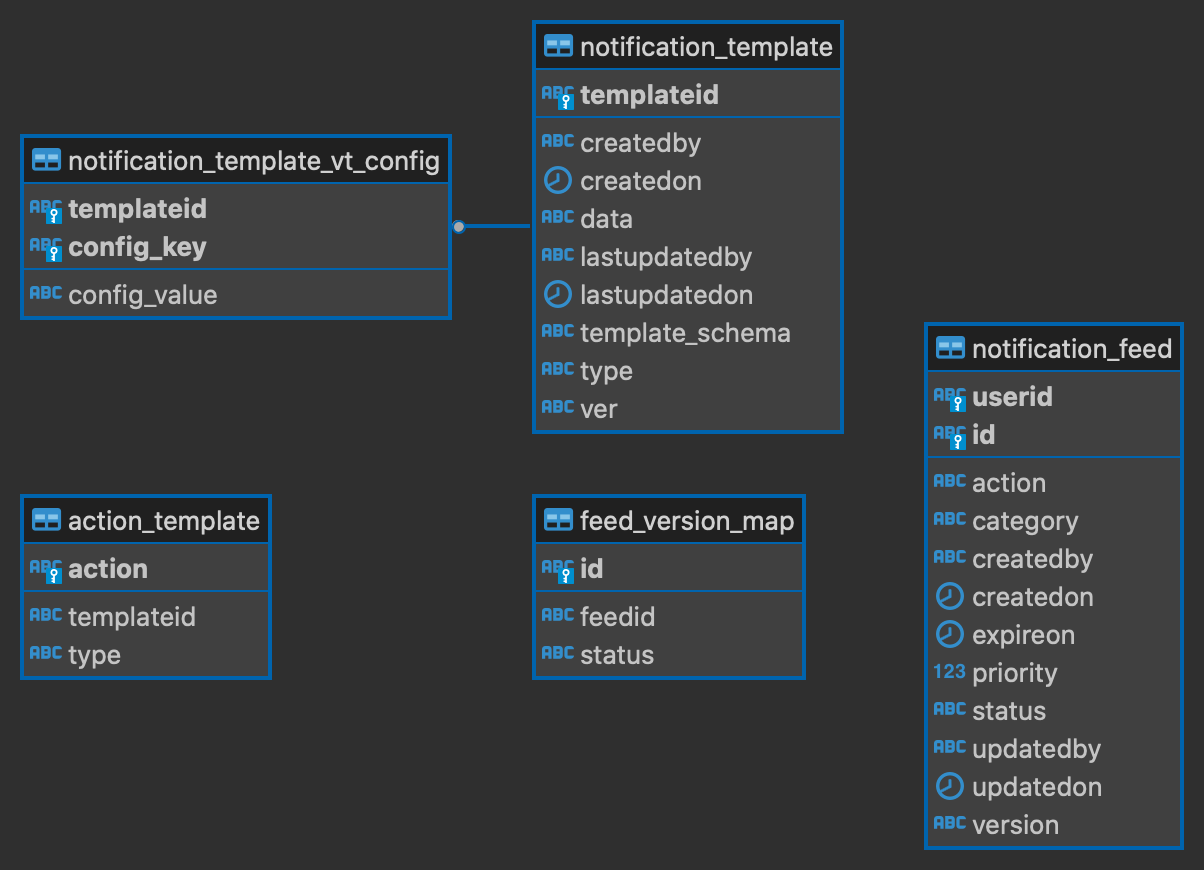 notification_template
ABC templateid
ABC createdby
createdon
ABC data
ABC lastupdatedby
lastupdatedon
ABC template_schema
ABC type
ABC ver
notification_template_vt_config
ABC templateid
ABC config_key
ABC config_value
notification_feed
ABC userid
ABC id
ABC action
ABC category
ABC createdby
createdon
expireon
123 priority
ABC status
ABC updatedby
updatedon
ABC version
action_template
ABC action
ABC templateid
ABC type
feed_version_map
ABC id
ABC feedid
ABC status